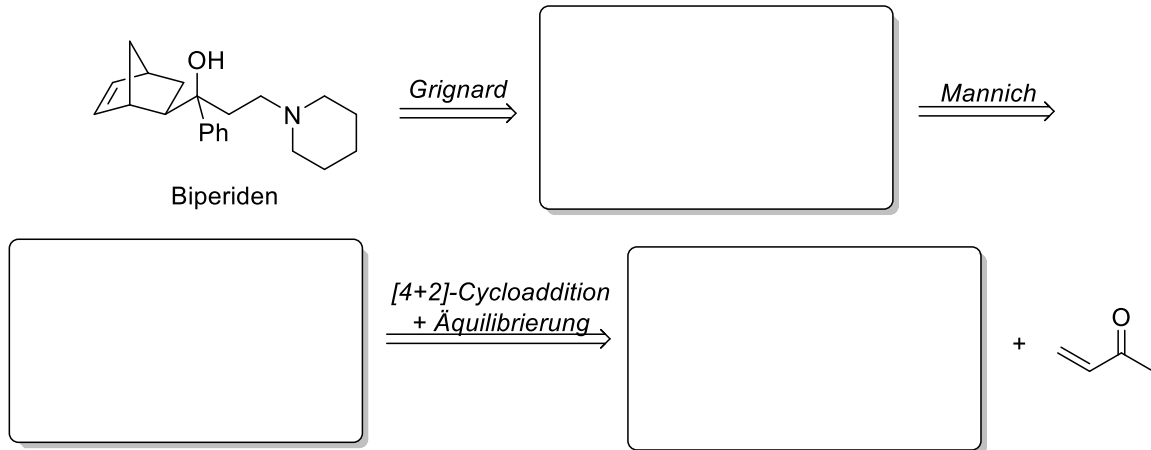 OH
N
Ph
Biperiden
Grignard
Mannich
[4+2]-Cycloaddition
+ Äquilibrierung
+
O